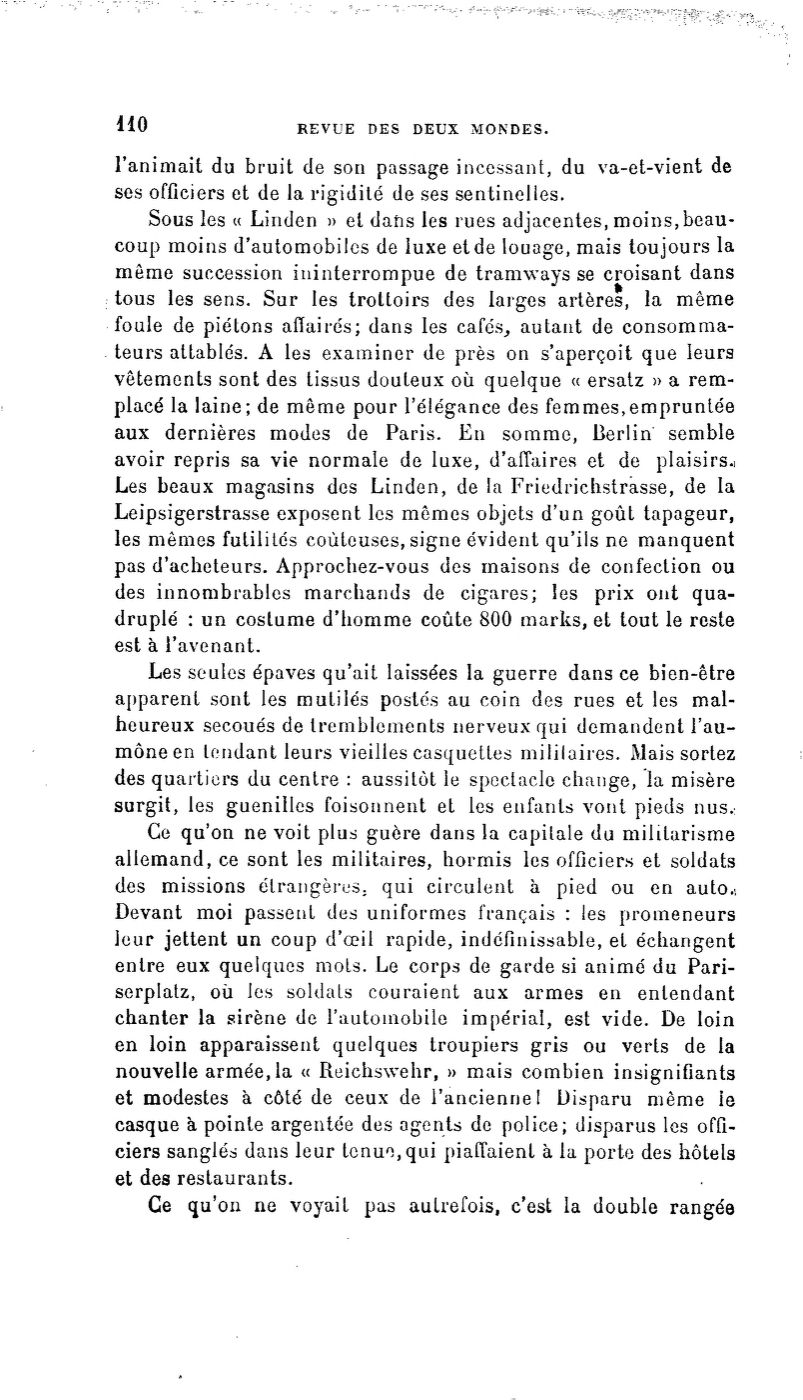 110 REVUE DES DEUX MONDES.
l'animait du bruit de son passage incessant, du va-et-vient de
ses officiers et de la rigidité de ses sentinelles.
Sous les « Linden » et dans les rues adjacentes, moins, beau-
coup moins d'automobiles de luxe et de louage, mais toujours la
même succession ininterrompue de tramways se croisant dans
tous les sens. Sur les trottoirs des larges artères, la même
foule de piétons affairés; dans les cafés, autant de consomma-
teurs attablés. A les examiner de près on s'aperçoit que leurs
vêtements sont des tissus douteux où quelque « ersatz » a rem-
placé la laine; de même pour l'élégance des femmes, empruntée
aux dernières modes de Paris. En somme, Berlin semble
avoir repris sa vie normale de luxe, d'affaires et de plaisirs.
Les beaux magasins des Linden, de la Friedrichstrasse, de la
Leipsigerstrasse exposent les mêmes objets d'un goût tapageur,
les mêmes futilités coûteuses, signe évident qu'ils ne manquent
pas d'acheteurs. Approchez-vous des maisons de confection ou
des innombrables marchands de cigares; les prix ont qua-
druplé : un costume d'homme coûte 800 marks, et tout le reste
est à l'avenant.
Les seules épaves qu'ait laissées la guerre dans ce bien-être
apparent sont les mutilés postés au coin des rues et les mal-
heureux secoués de tremblements nerveux qui demandent l'au-
mône en tendant leurs vieilles casquettes militaires. Mais sortez
des quartiers du centre : aussitôt le spectacle change, la misère
surgit, les guenilles foisonnent et les enfants vont pieds nus.
Ce qu'on ne voit plus guère dans la capitale du militarisme
allemand, ce sont les militaires, hormis les officiers et soldats
des missions étrangères, qui circulent à pied ou en auto.
Devant moi passent des uniformes français : les promeneurs
leur jettent un coup d'œil rapide, indéfinissable, et échangent
entre eux quelques mots. Le corps de garde si animé du Pari-
serplatz, où les soldats couraient aux armes en entendant
chanter la sirène de l'automobile impérial, est vide. De loin
en loin apparaissent quelques troupiers gris ou verts de la
nouvelle armée, la « Reichswehr, » mais combien insignifiants
et modestes à côté de ceux de l'ancienne! Disparu même le
casque à pointe argentée des agents de police; disparus les offi-
ciers sanglés dans leur tenue, qui piaffaient à la porte des hôtels
et des restaurants.
Ce qu'on ne voyait pas autrefois, c'est la double rangée